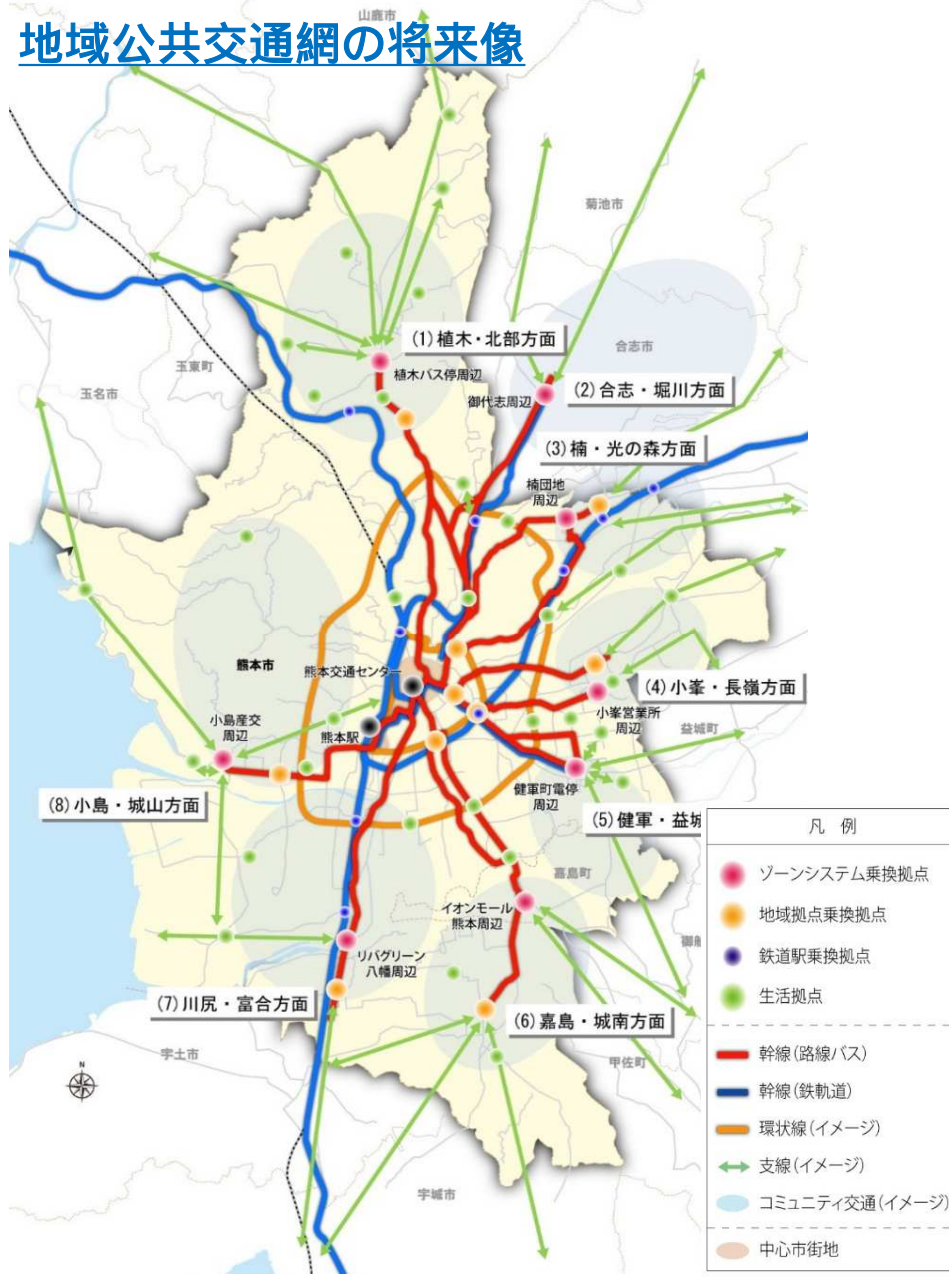 地域公共交通網の将来像
山鹿市
菊池市
(1)植木・北部方面
合志市
玉東町
植木バス停周辺
御代志周辺
(2)合志・堀川方面
玉名市
(3)楠・光の森方面
楠団地
周辺
熊本市
熊本交通センター
(4)小峯・長嶺方面
小島産交
周辺
熊本駅
小峯営業所
周辺
益城町
健軍町電停
周辺
(8)小島・城山方面
(5)健軍・益城
嘉島町
イオンモール
熊本周辺
リバグリーン
八幡周辺
(7)川尻・富合方面
(6)嘉島・城南方面
宇土市
甲佐町
N
宇城市
凡 例
ゾーンシステム乗換拠点
地域拠点乗換拠点
鉄道駅乗換拠点
生活拠点
幹線(路線バス)
幹線(鉄軌道)
環状線(イメージ)
支線(イメージ)
コミュニティ交通(イメージ)
中心市街地